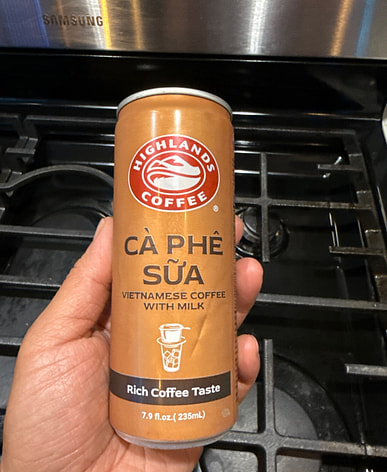 SAMSUNG
HIGHLANDS
COFFEE
®
CÀ PHÊ
SỮA
VIETNAMESE COFFEE
WITH MILK
Rich Coffee Taste
7.9 fl.oz.( 235mL)